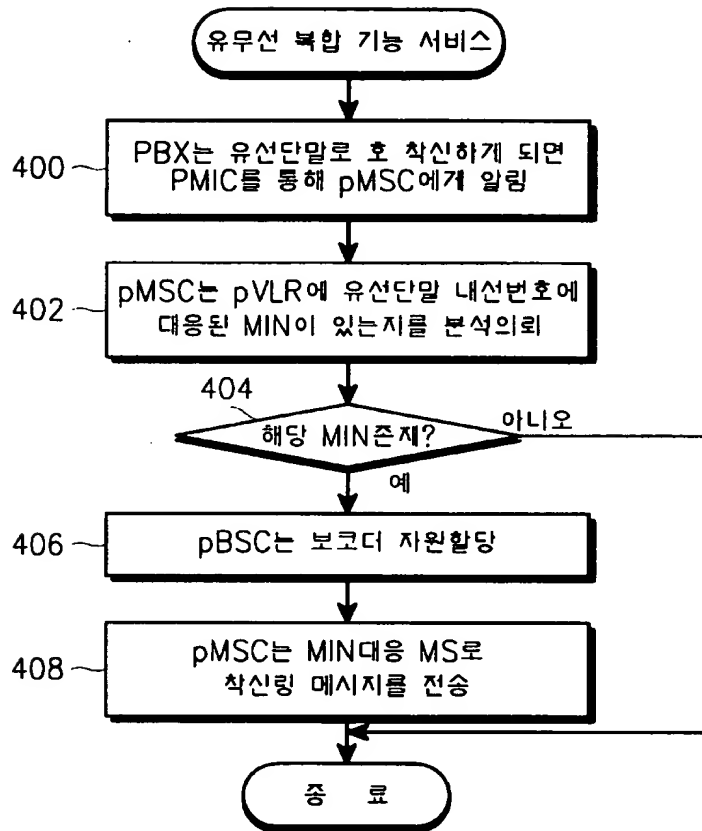 유무선 복합 기능 서비스
400
PBX는 유선단말로 호 착신하게 되면
PMIC를 통해 pMSC에게 알림
402
pMSC는 pVLR에 유선단말 내선번호에
대응된 MIN이 있는지를 분석의뢰
404
해당 MIN존재?
아니오
예
406
pBSC는 보코더 자원할당
408
pMSC는 MIN대응 MS로
착신링 메시지를 전송
종 료